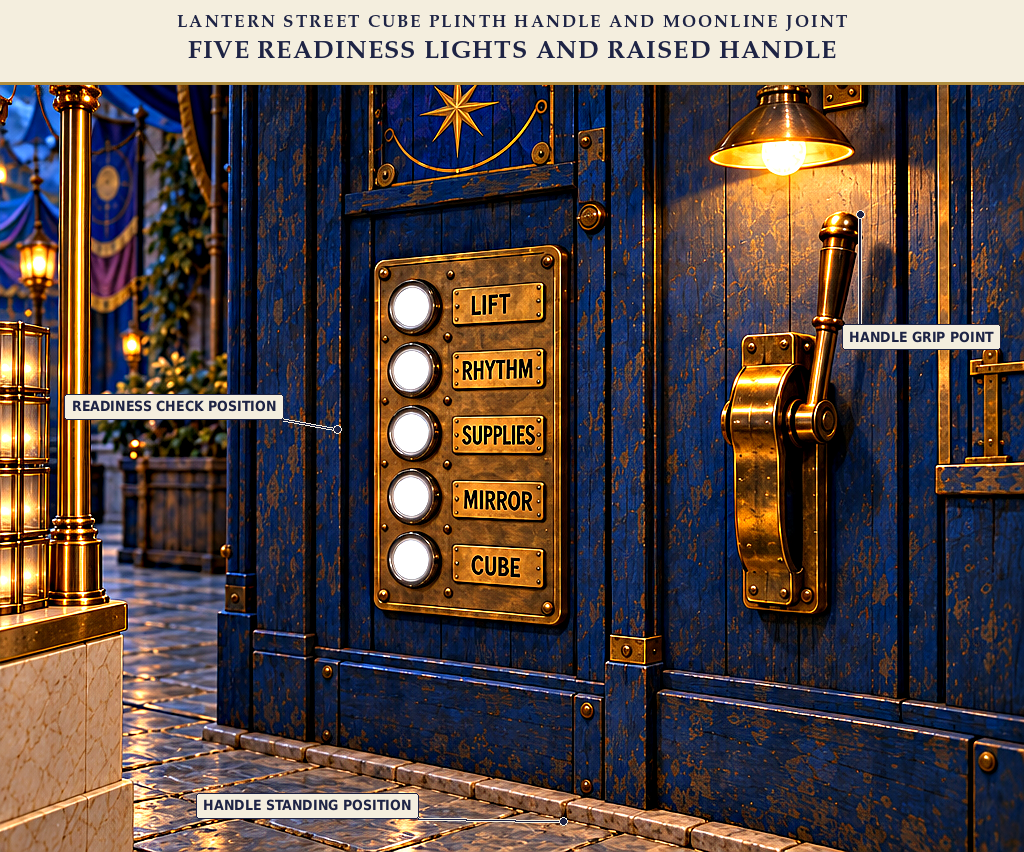 LANTERN STREET CUBE PLINTH HANDLE AND MOONLINE JOINT
FIVE READINESS LIGHTS AND RAISED HANDLE
LIFT
RHYTHM
SUPPLIES
MIRROR
CUBE
HANDLE GRIP POINT
READINESS CHECK POSITION
HANDLE STANDING POSITION